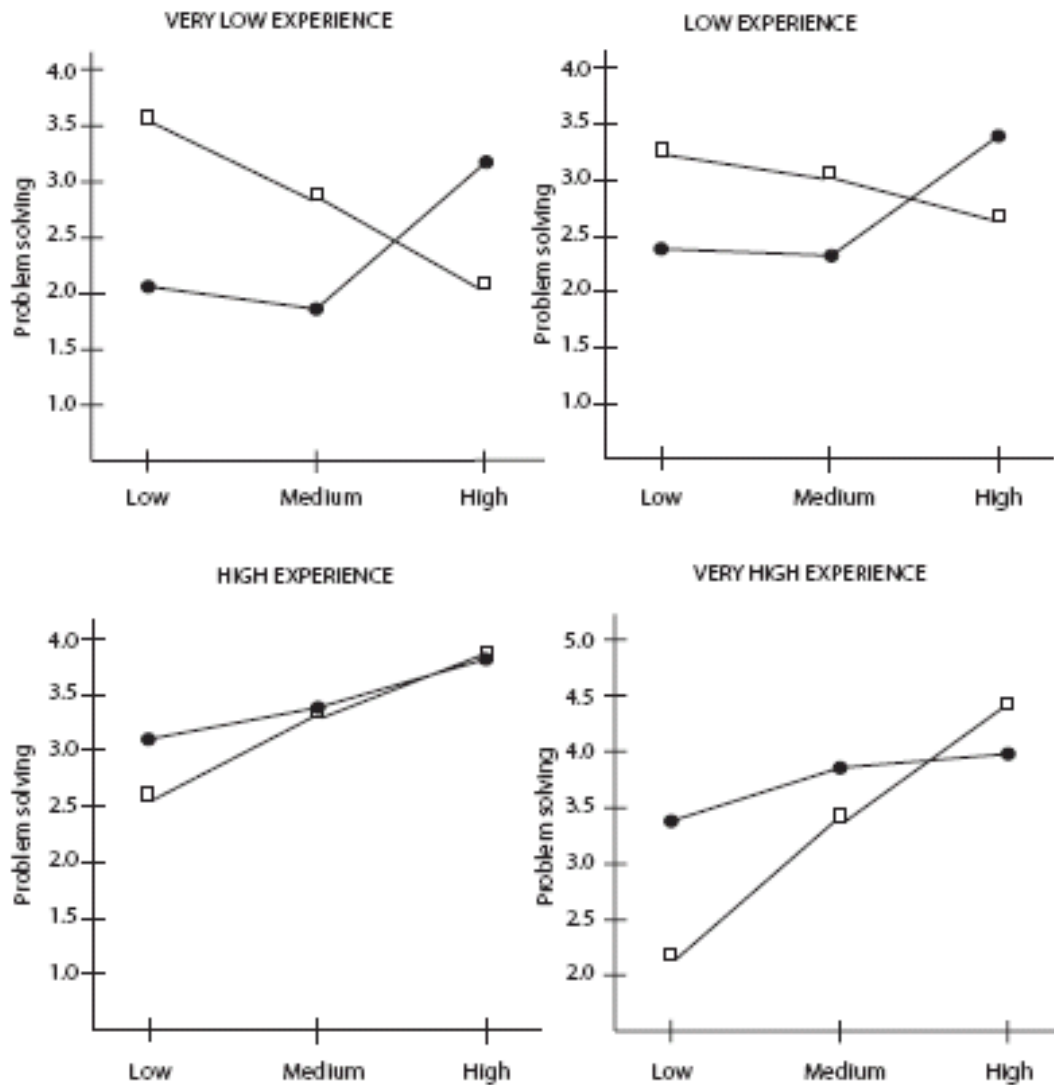 VERY LOW EXPERIENCE
Problem solving
4.0
3.5
3.0
2.5
2.0
1.5
1.0
Low Medium High
LOW EXPERIENCE
Problem solving
4.0
3.5
3.0
2.5
2.0
1.5
1.0
Low Medium High
HIGH EXPERIENCE
Problem solving
4.0
3.5
3.0
2.5
2.0
1.5
1.0
Low Medium High
VERY HIGH EXPERIENCE
Problem solving
5.0
4.5
4.0
3.5
3.0
2.5
2.0
Low Medium High